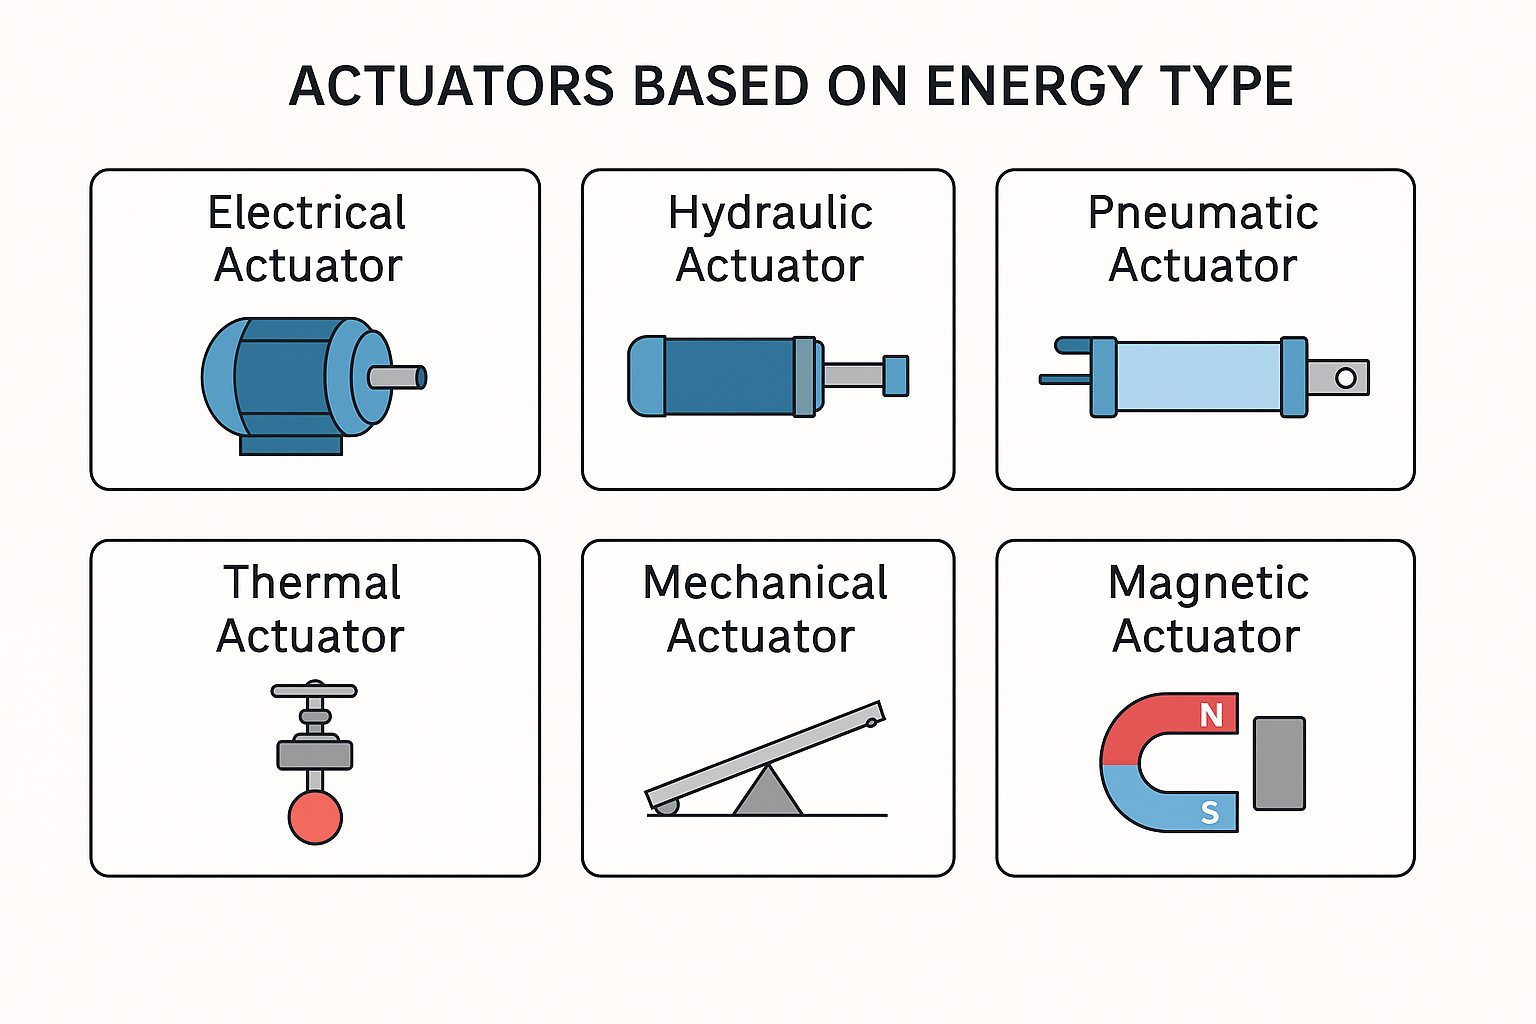 ACTUATORS BASED ON ENERGY TYPE
Electrical
Actuator
Hydraulic
Actuator
Pneumatic
Actuator
Thermal
Actuator
Mechanical
Actuator
Magnetic
Actuator
N
S